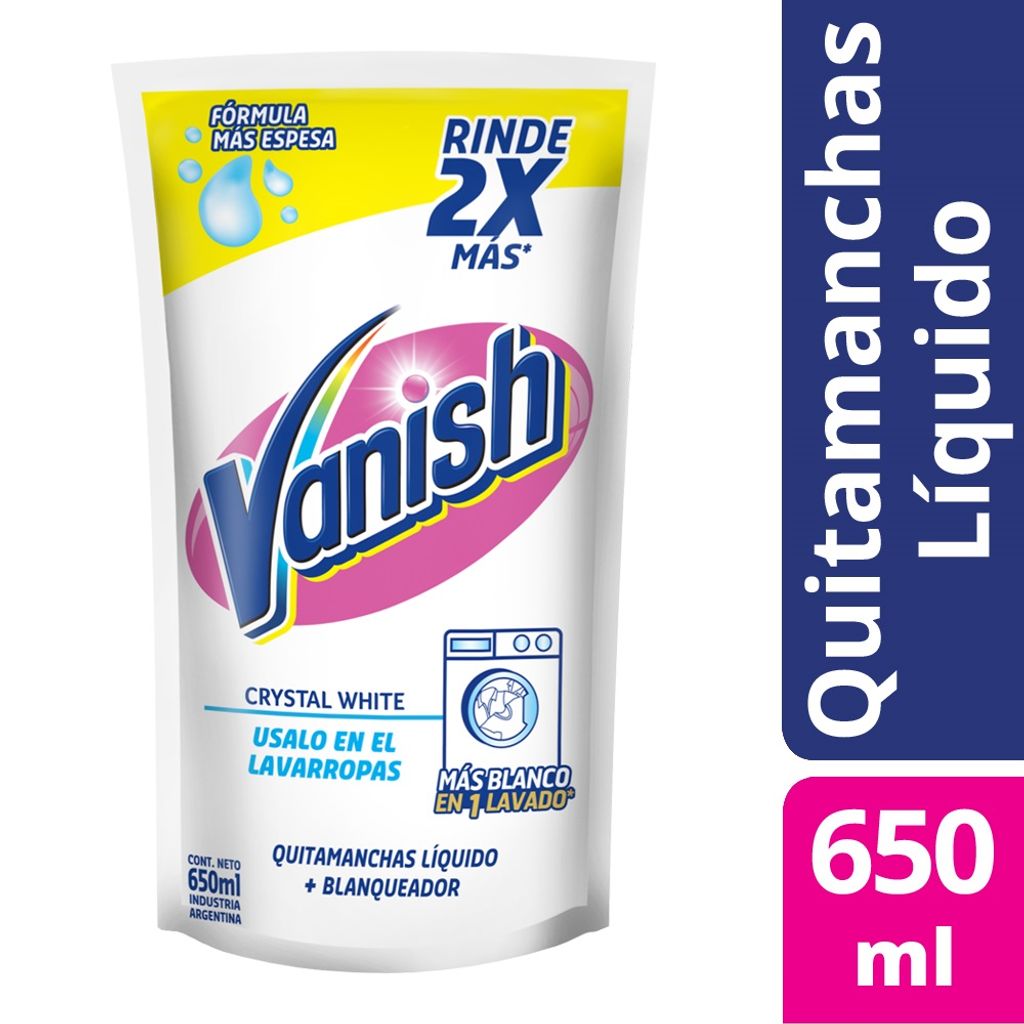 FÓRMULA
MÁS ESPESA
RINDE
2X
MÁS*
Vanish
CRYSTAL WHITE
USALO EN EL
LAVARROPAS
MÁS BLANCO
EN 1 LAVADO*
QUITAMANCHAS LÍQUIDO
+ BLANQUEADOR
CONT. NETO
650ml
INDUSTRIA
ARGENTINA
Quitamanchas
Líquido
650
ml